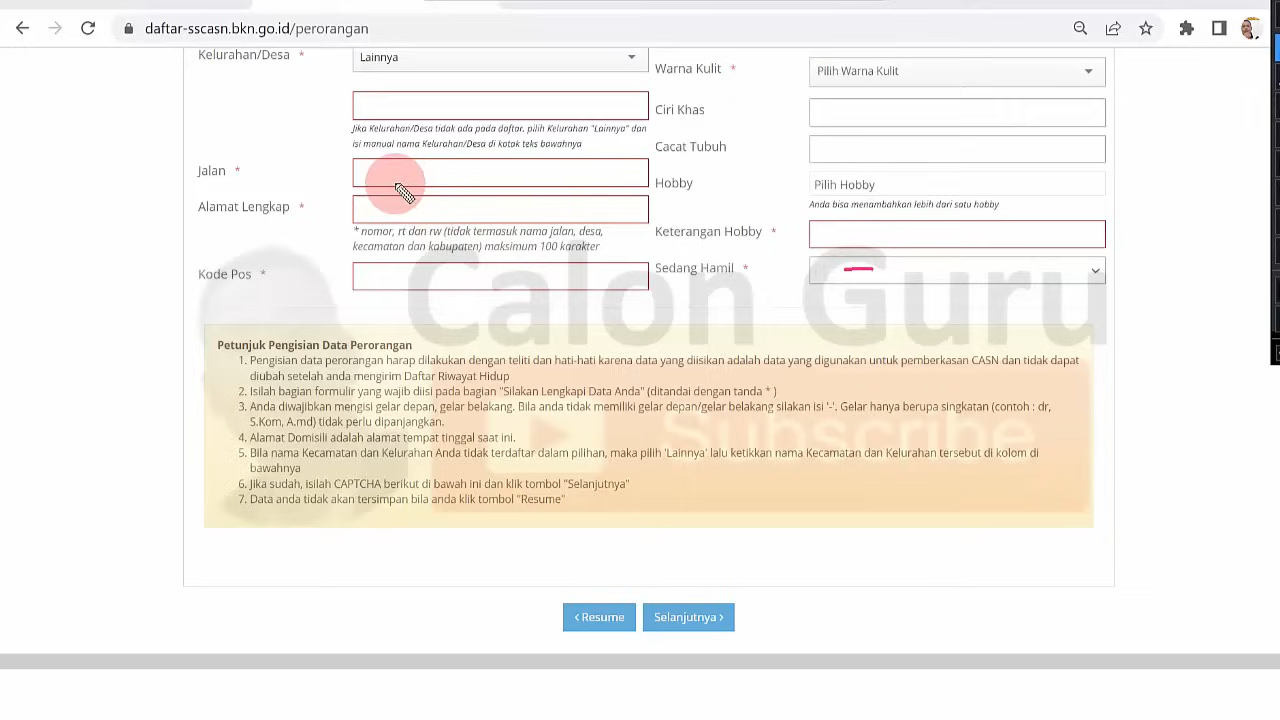 daftar-sscasn.bkn.go.id/perorangan
Kelurahan/Desa *
Lainnya
Jika Kelurahan/Desa tidak ada pada daftar, pilih Kelurahan "Lainnya" dan
isi manual nama Kelurahan/Desa di kotak teks bawahnya
Jalan *
Alamat Lengkap *
* nomor, rt dan rw (tidak termasuk nama jalan, desa,
kecamatan dan kabupaten) maksimum 100 karakter
Kode Pos *
Warna Kulit *
Pilih Warna Kulit
Ciri Khas
Cacat Tubuh
Hobby
Pilih Hobby
Anda bisa menambahkan lebih dari satu hobby
Keterangan Hobby *
Sedang Hamil *
Calon Guru
Petunjuk Pengisian Data Perorangan
1. Pengisian data perorangan harap dilakukan dengan teliti dan hati-hati karena data yang diisikan adalah data yang digunakan untuk pemberkasan CASN dan tidak dapat
diubah setelah anda mengirim Daftar Riwayat Hidup
2. Isilah bagian formulir yang wajib diisi pada bagian "Silakan Lengkapi Data Anda" (ditandai dengan tanda * )
3. Anda diwajibkan mengisi gelar depan, gelar belakang. Bila anda tidak memiliki gelar depan/gelar belakang silakan isi '-'. Gelar hanya berupa singkatan (contoh : dr,
S.Kom, A.md) tidak perlu dipanjangkan.
4. Alamat Domisili adalah alamat tempat tinggal saat ini.
5. Bila nama Kecamatan dan Kelurahan Anda tidak terdaftar dalam pilihan, maka pilih 'Lainnya' lalu ketikkan nama Kecamatan dan Kelurahan tersebut di kolom di
bawahnya
6. Jika sudah, isilah CAPTCHA berikut di bawah ini dan klik tombol "Selanjutnya"
7. Data anda tidak akan tersimpan bila anda klik tombol "Resume"
Subscribe
Resume
Selanjutnya